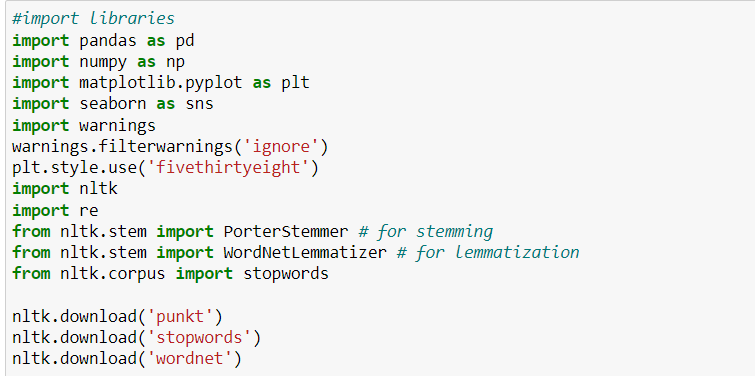 #import libraries
import pandas as pd
import numpy as np
import matplotlib.pyplot as plt
import seaborn as sns
import warnings
warnings.filterwarnings('ignore')
plt.style.use('fivethirtyeight')
import nltk
import re
from nltk.stem import PorterStemmer # for stemming
from nltk.stem import WordNetLemmatizer # for lemmatization
from nltk.corpus import stopwords

nltk.download('punkt')
nltk.download('stopwords')
nltk.download('wordnet')